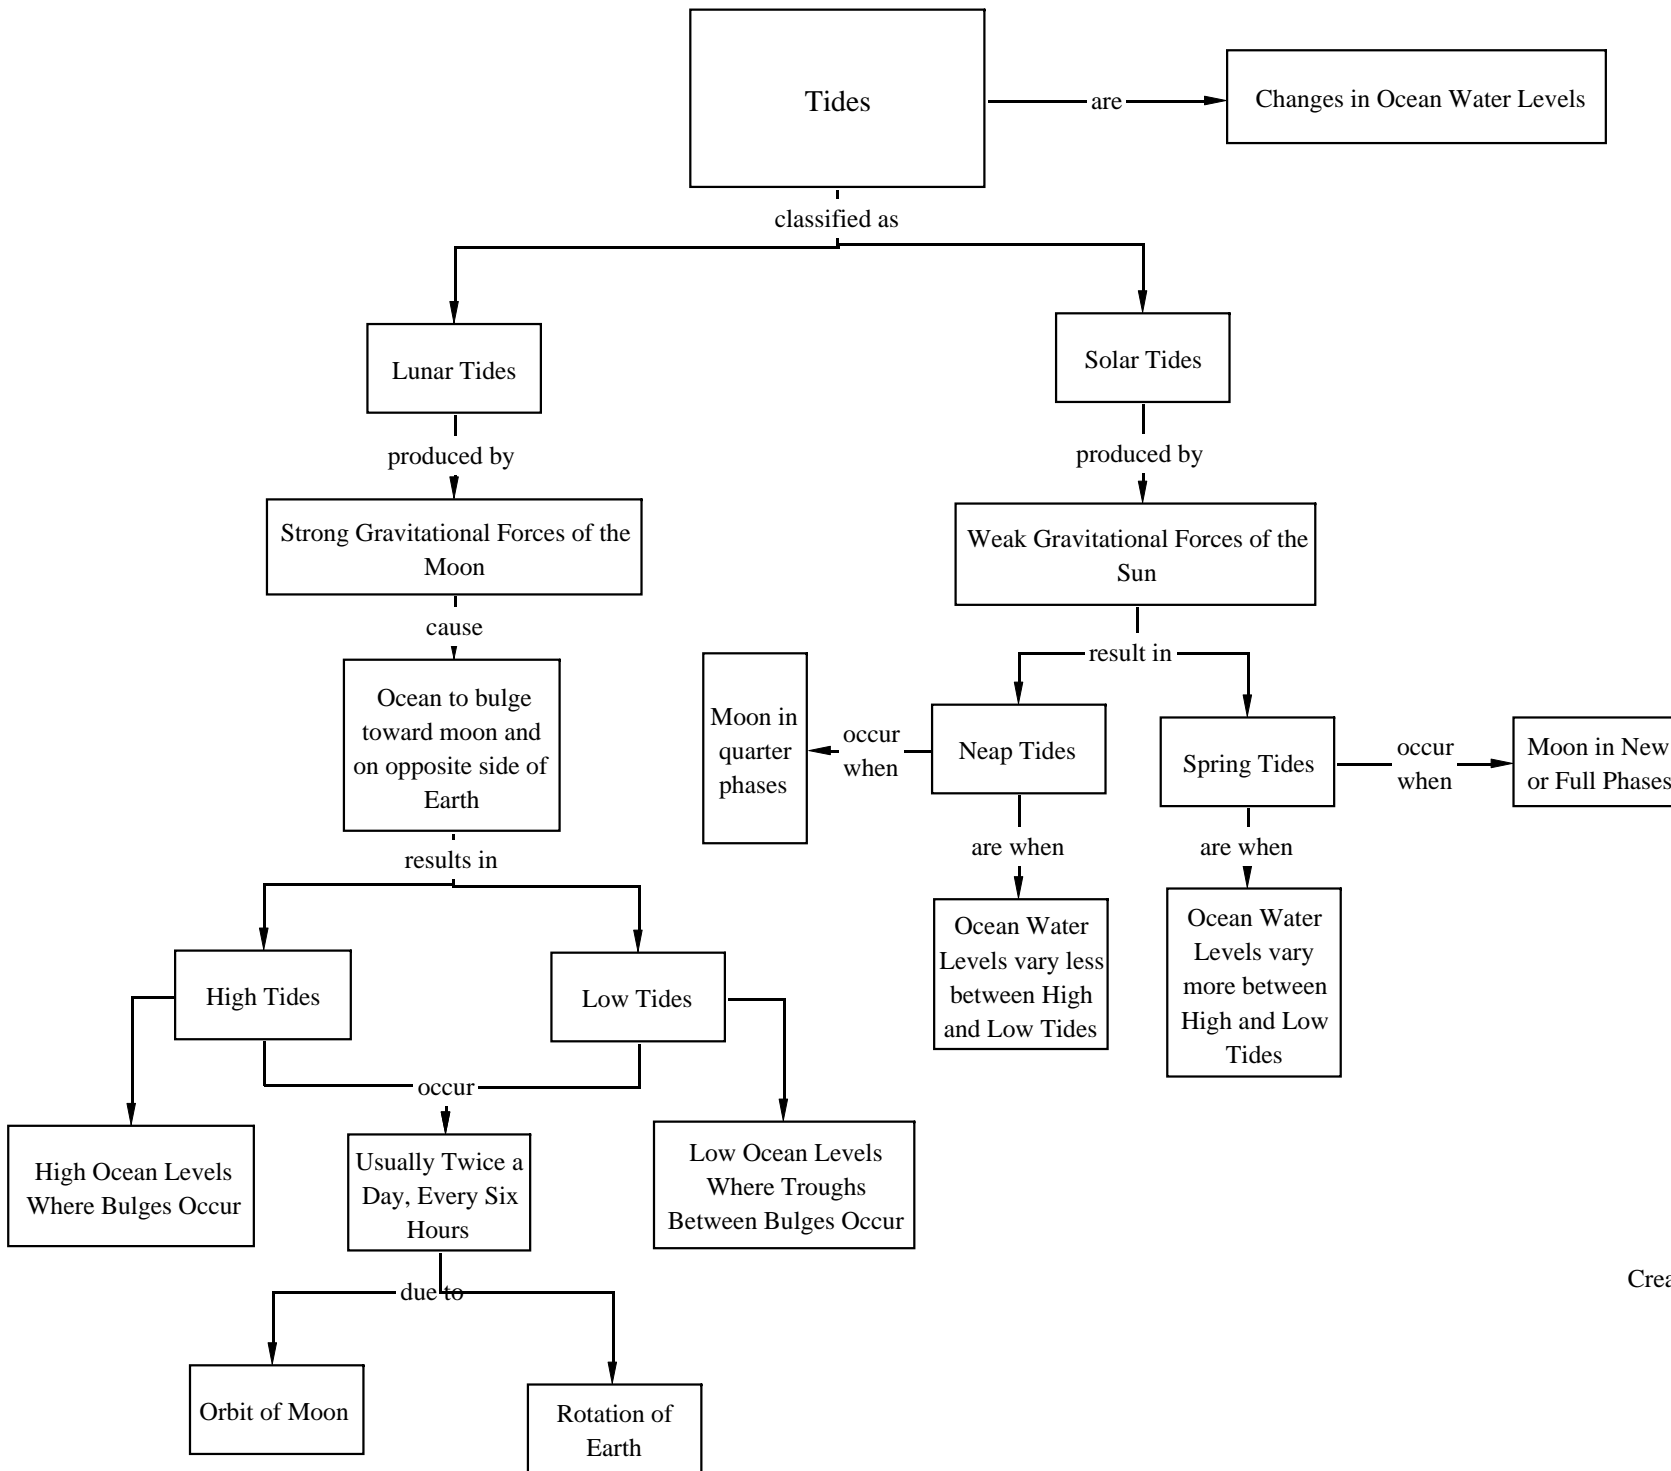 Tides
are
Changes in Ocean Water Levels
classified as
Lunar Tides
Solar Tides
produced by
produced by
Strong Gravitational Forces of the
Moon
Weak Gravitational Forces of the
Sun
cause
result in
Ocean to bulge
toward moon and
on opposite side of
Earth
Moon in
quarter
phases
occur
when
Neap Tides
Spring Tides
occur
when
Moon in New
or Full Phases
results in
are when
are when
High Tides
Low Tides
Ocean Water
Levels vary less
between High
and Low Tides
Ocean Water
Levels vary
more between
High and Low
Tides
occur
High Ocean Levels
Where Bulges Occur
Usually Twice a
Day, Every Six
Hours
Low Ocean Levels
Where Troughs
Between Bulges Occur
due to
Orbit of Moon
Rotation of
Earth